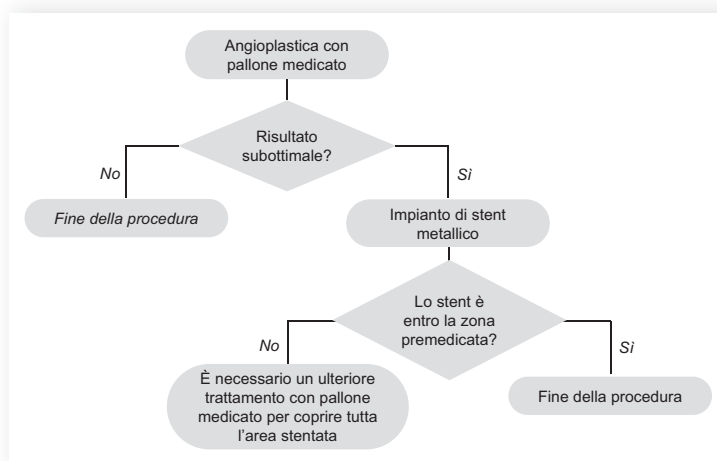 Angioplastica con
pallone medicato
Risultato
subottimale?
No
Sì
Fine della procedura
Impianto di stent
metallico
Lo stent è
entro la zona
premedicata?
No
Sì
È necessario un ulteriore
trattamento con pallone
medicato per coprire tutta
l'area stentata
Fine della procedura